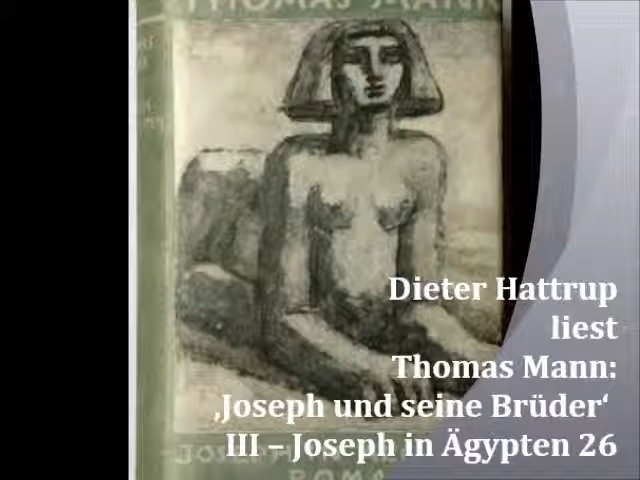 THOMAS MANN
Dieter Hattrup
liest
Thomas Mann:
‚Joseph und seine Brüder‘
III – Joseph in Ägypten 26